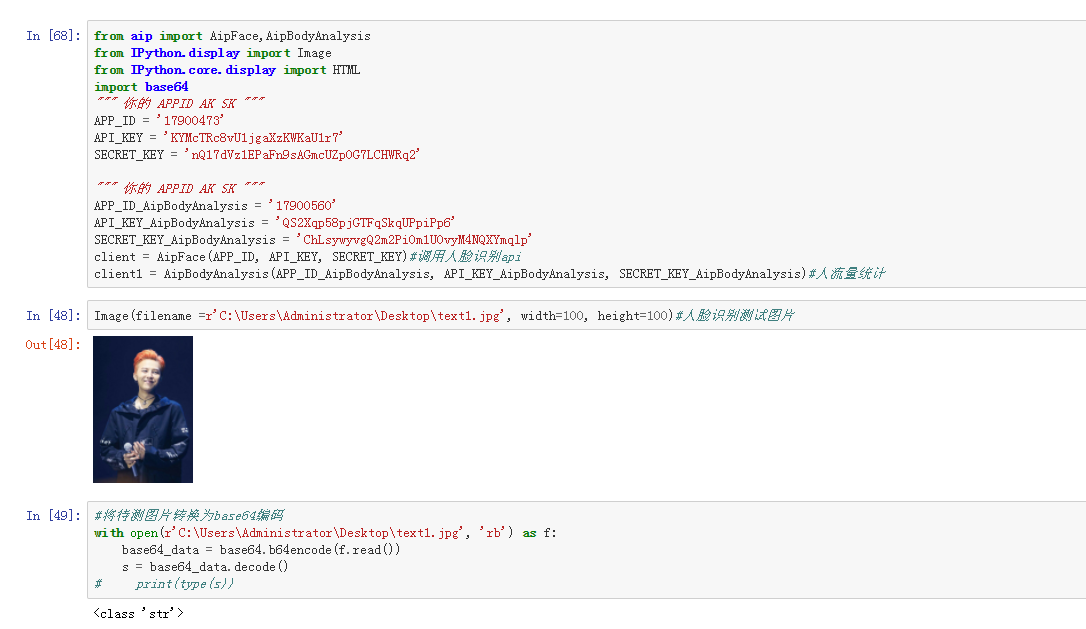 In [68]: from aip import AipFace,AipBodyAnalysis
from IPython.display import Image
from IPython.core.display import HTML
import base64
""" 你的 APPID AK SK """
APP_ID = '17900473'
API_KEY = 'KYMcTRc8vU1jgaXzKWKaU1r7'
SECRET_KEY = 'nQ17dVz1EPaFn9sAGmcUZpOG7LCHWRq2'
""" 你的 APPID AK SK """
APP_ID_AipBodyAnalysis = '17900560'
API_KEY_AipBodyAnalysis = 'QS2Xqp58pjGTFqSkqUPpiPp6'
SECRET_KEY_AipBodyAnalysis = 'ChLsywyvgQ2m2PiOm1UOvyM4NQXYmqlp'
client = AipFace(APP_ID, API_KEY, SECRET_KEY)#调用人脸识别api
client1 = AipBodyAnalysis(APP_ID_AipBodyAnalysis, API_KEY_AipBodyAnalysis, SECRET_KEY_AipBodyAnalysis)#人流量统计
In [48]: Image(filename =r'C:\Users\Administrator\Desktop\text1.jpg', width=100, height=100)#人脸识别测试图片
Out[48]:
In [49]: #将待测图片转换为base64编码
with open(r'C:\Users\Administrator\Desktop\text1.jpg', 'rb') as f:
    base64_data = base64.b64encode(f.read())
    s = base64_data.decode()
#     print(type(s))
<class 'str'>